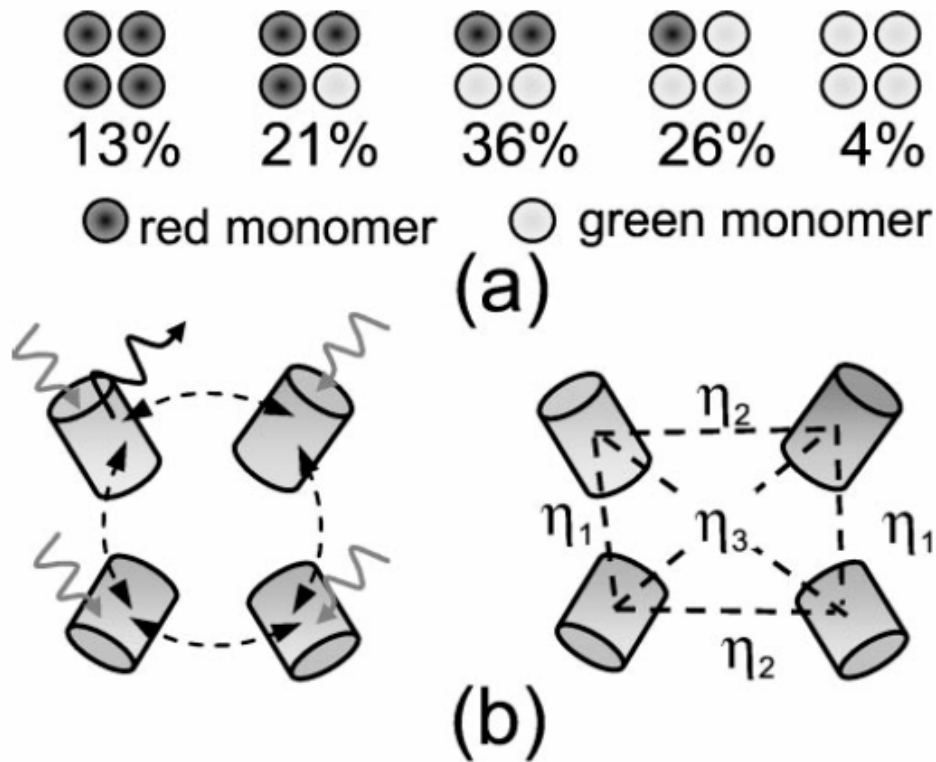 13% 21% 36% 26% 4%
red monomer green monomer
(a)
η₂
η₁ η₃ η₁
η₂
(b)